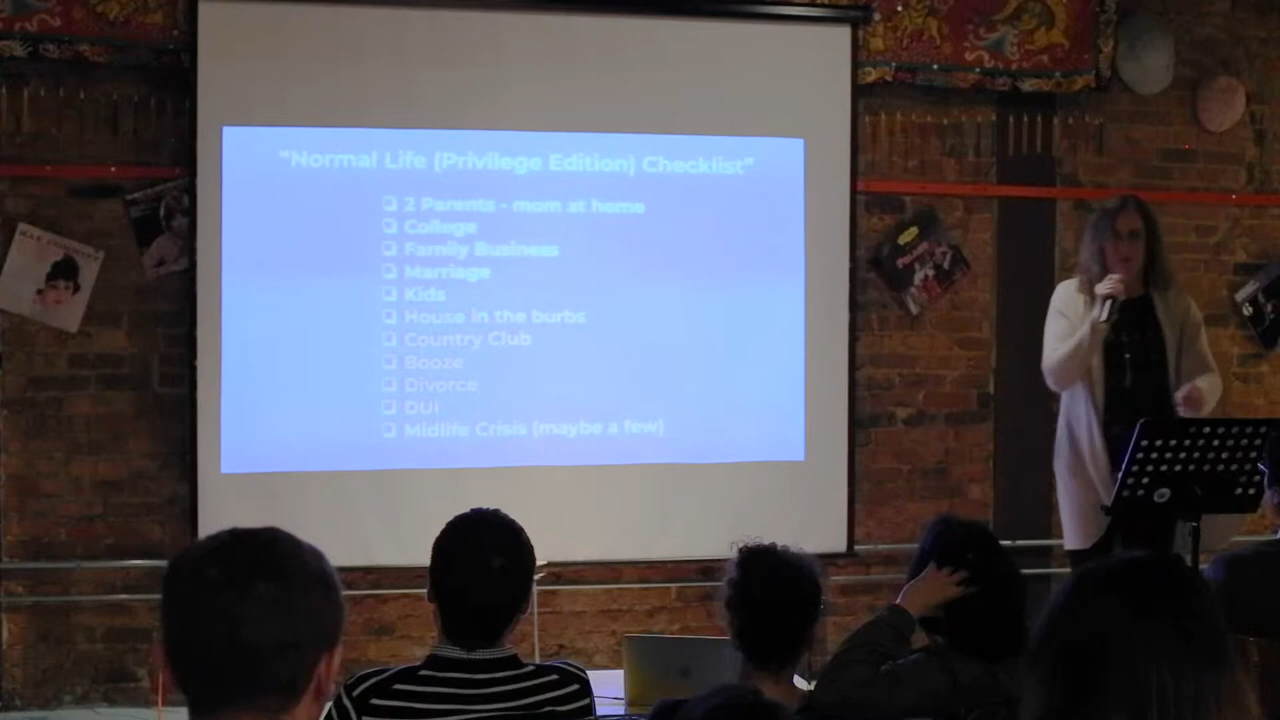 "Normal Life (Privilege Edition) Checklist"
2 Parents - mom at home
College
Family Business
Marriage
Kids
House in the burbs
Country Club
Booze
Divorce
DUI
Midlife Crisis (maybe a few)